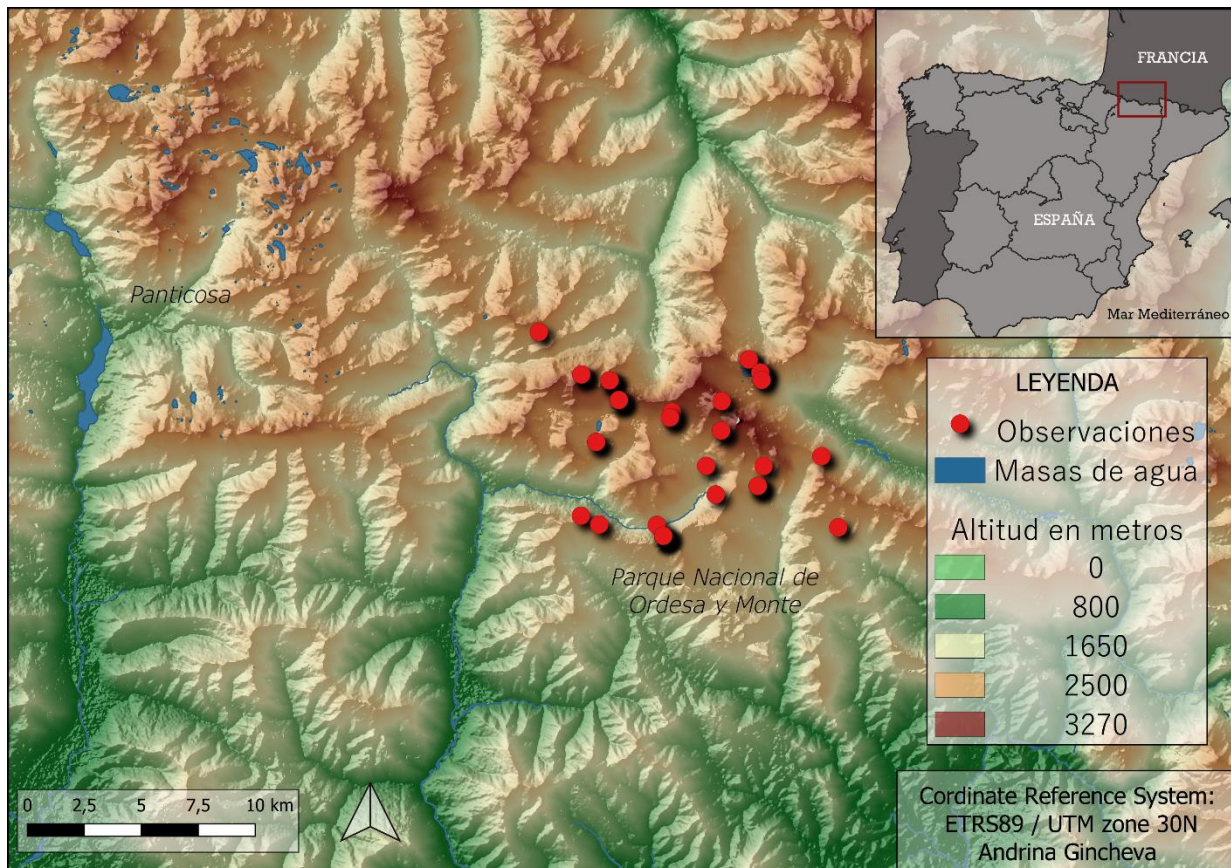 FRANCIA
ESPAÑA
Mar Mediterráneo
Panticosa
Parque Nacional de
Ordesa y Monte
LEYENDA
Observaciones
Masas de agua
Altitud en metros
0
800
1650
2500
3270
0 2,5 5 7,5 10 km
Cordinate Reference System:
ETRS89 / UTM zone 30N
Andrina Gincheva